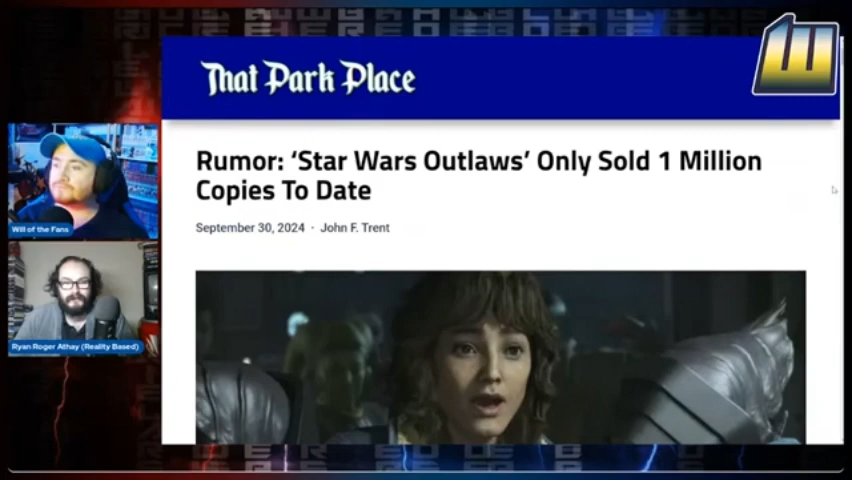 That Park Place
W
Rumor: ‘Star Wars Outlaws’ Only Sold 1 Million
Copies To Date
September 30, 2024 · John F. Trent
Will of the Fans
Ryan Roger Athay (Reality Based)